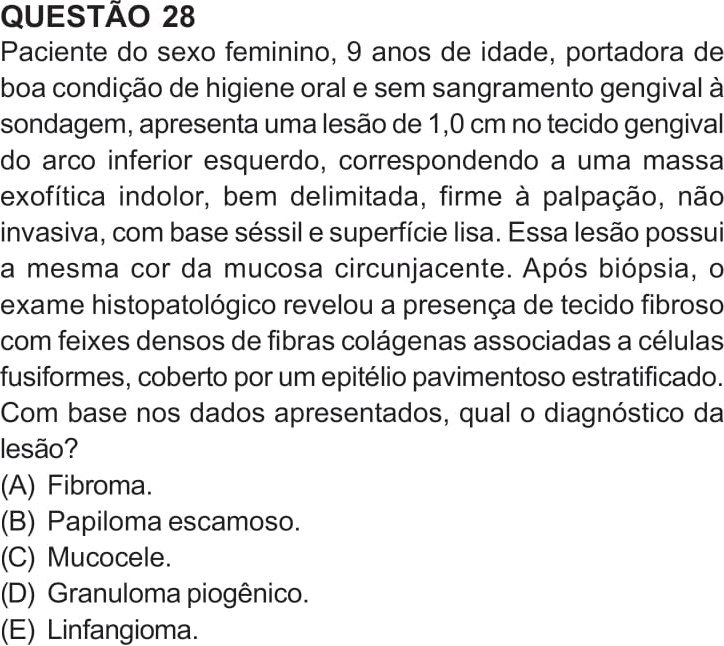 QUESTÃO 28
Paciente do sexo feminino, 9 anos de idade, portadora de
boa condição de higiene oral e sem sangramento gengival à
sondagem, apresenta uma lesão de 1,0 cm no tecido gengival
do arco inferior esquerdo, correspondendo a uma massa
exofítica indolor, bem delimitada, firme à palpação, não
invasiva, com base séssil e superfície lisa. Essa lesão possui
a mesma cor da mucosa circunjacente. Após biópsia, o
exame histopatológico revelou a presença de tecido fibroso
com feixes densos de fibras colágenas associadas a células
fusiformes, coberto por um epitélio pavimentoso estratificado.
Com base nos dados apresentados, qual o diagnóstico da
lesão?
(A) Fibroma.
(B) Papiloma escamoso.
(C) Mucocele.
(D) Granuloma piogênico.
(E) Linfangioma.